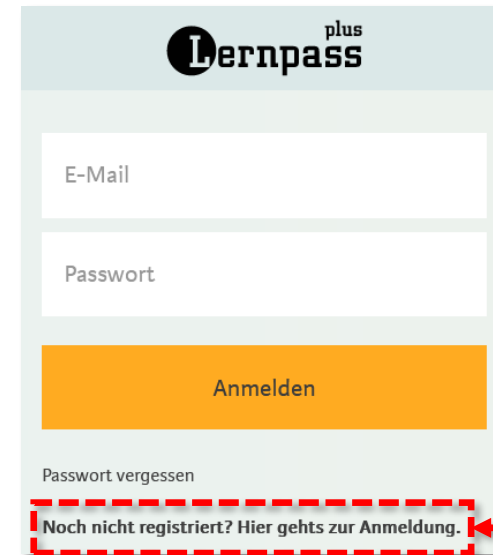 plus
Lernpass
E-Mail
Passwort
Anmelden
Passwort vergessen
Noch nicht registriert? Hier gehts zur Anmeldung.